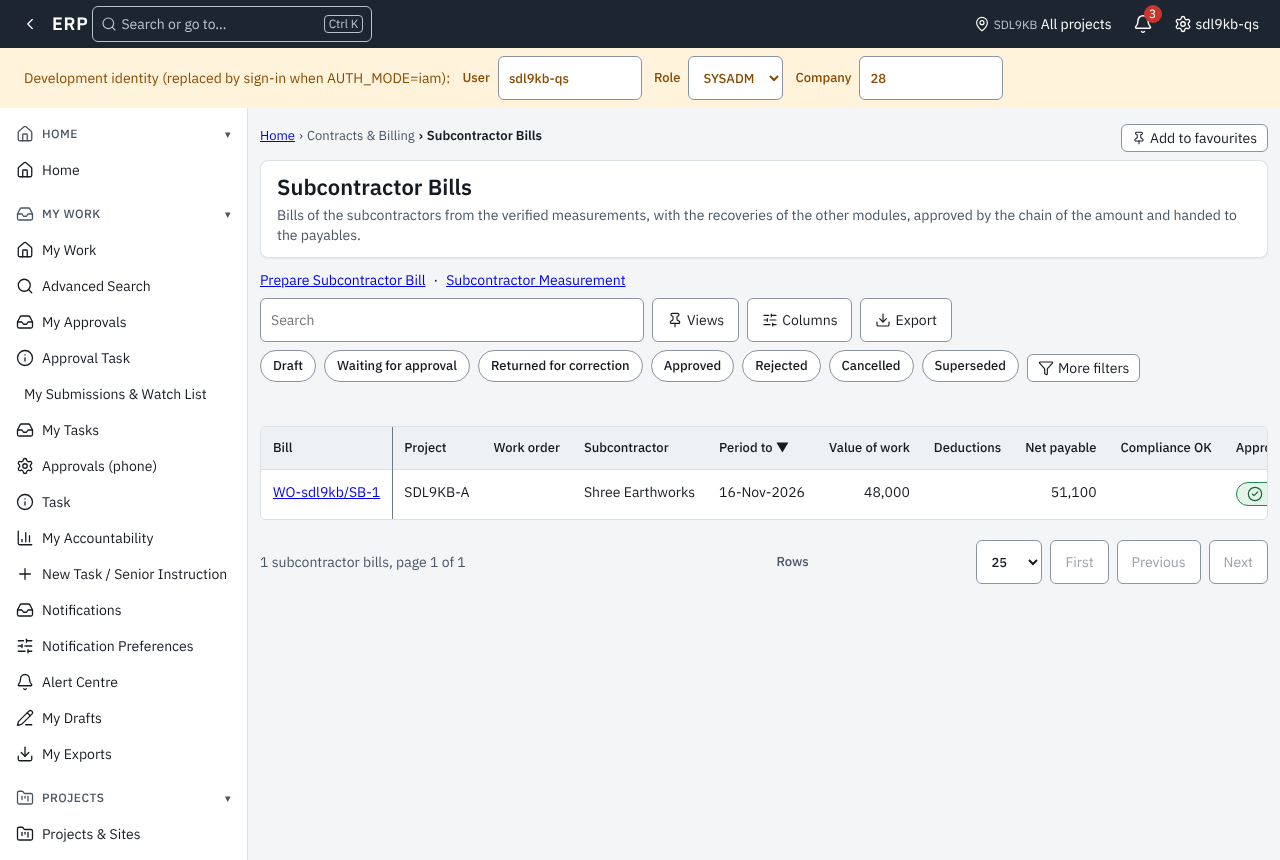 ERP Search or go to... Ctrl K SDL9KB All projects 3 sdl9kb-qs
Development identity (replaced by sign-in when AUTH_MODE=iam): User sdl9kb-qs Role SYSADM Company 28
HOME
Home
MY WORK
My Work
Advanced Search
My Approvals
Approval Task
My Submissions & Watch List
My Tasks
Approvals (phone)
Task
My Accountability
New Task / Senior Instruction
Notifications
Notification Preferences
Alert Centre
My Drafts
My Exports
PROJECTS
Projects & Sites
Home › Contracts & Billing › Subcontractor Bills
Add to favourites
Subcontractor Bills
Bills of the subcontractors from the verified measurements, with the recoveries of the other modules, approved by the chain of the amount and handed to
the payables.
Prepare Subcontractor Bill · Subcontractor Measurement
Search Views Columns Export
Draft Waiting for approval Returned for correction Approved Rejected Cancelled Superseded More filters
Bill Project Work order Subcontractor Period to ▼ Value of work Deductions Net payable Compliance OK Appro
WO-sdl9kb/SB-1 SDL9KB-A Shree Earthworks 16-Nov-2026 48,000 51,100
1 subcontractor bills, page 1 of 1 Rows 25 First Previous Next